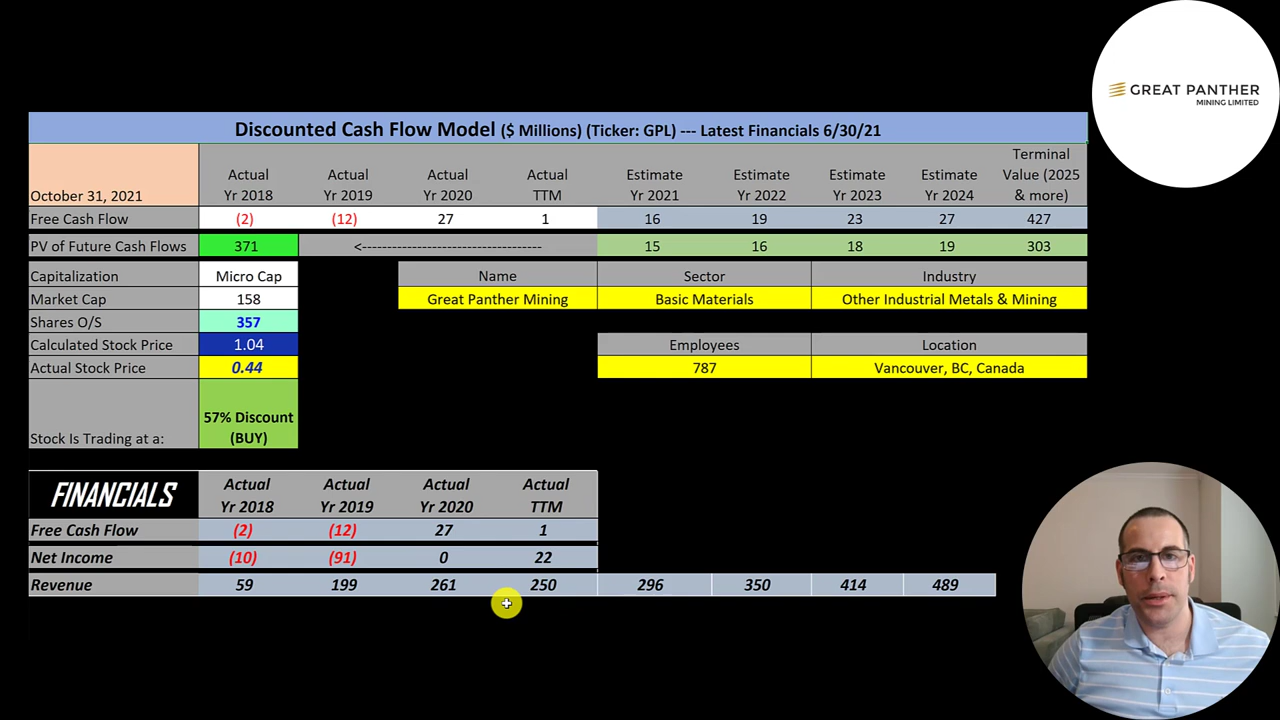 GREAT PANTHER
MINING LIMITED
Discounted Cash Flow Model ($ Millions) (Ticker: GPL) --- Latest Financials 6/30/21
October 31, 2021 Actual Yr 2018 Actual Yr 2019 Actual Yr 2020 Actual TTM Estimate Yr 2021 Estimate Yr 2022 Estimate Yr 2023 Estimate Yr 2024 Terminal Value (2025 & more)
Free Cash Flow (2) (12) 27 1 16 19 23 27 427
PV of Future Cash Flows 371 <------------------------------------- 15 16 18 19 303
Capitalization Micro Cap Name Sector Industry
Market Cap 158 Great Panther Mining Basic Materials Other Industrial Metals & Mining
Shares O/S 357
Calculated Stock Price 1.04 Employees Location
Actual Stock Price 0.44 787 Vancouver, BC, Canada
Stock Is Trading at a: 57% Discount (BUY)
FINANCIALS Actual Yr 2018 Actual Yr 2019 Actual Yr 2020 Actual TTM
Free Cash Flow (2) (12) 27 1
Net Income (10) (91) 0 22
Revenue 59 199 261 250 296 350 414 489